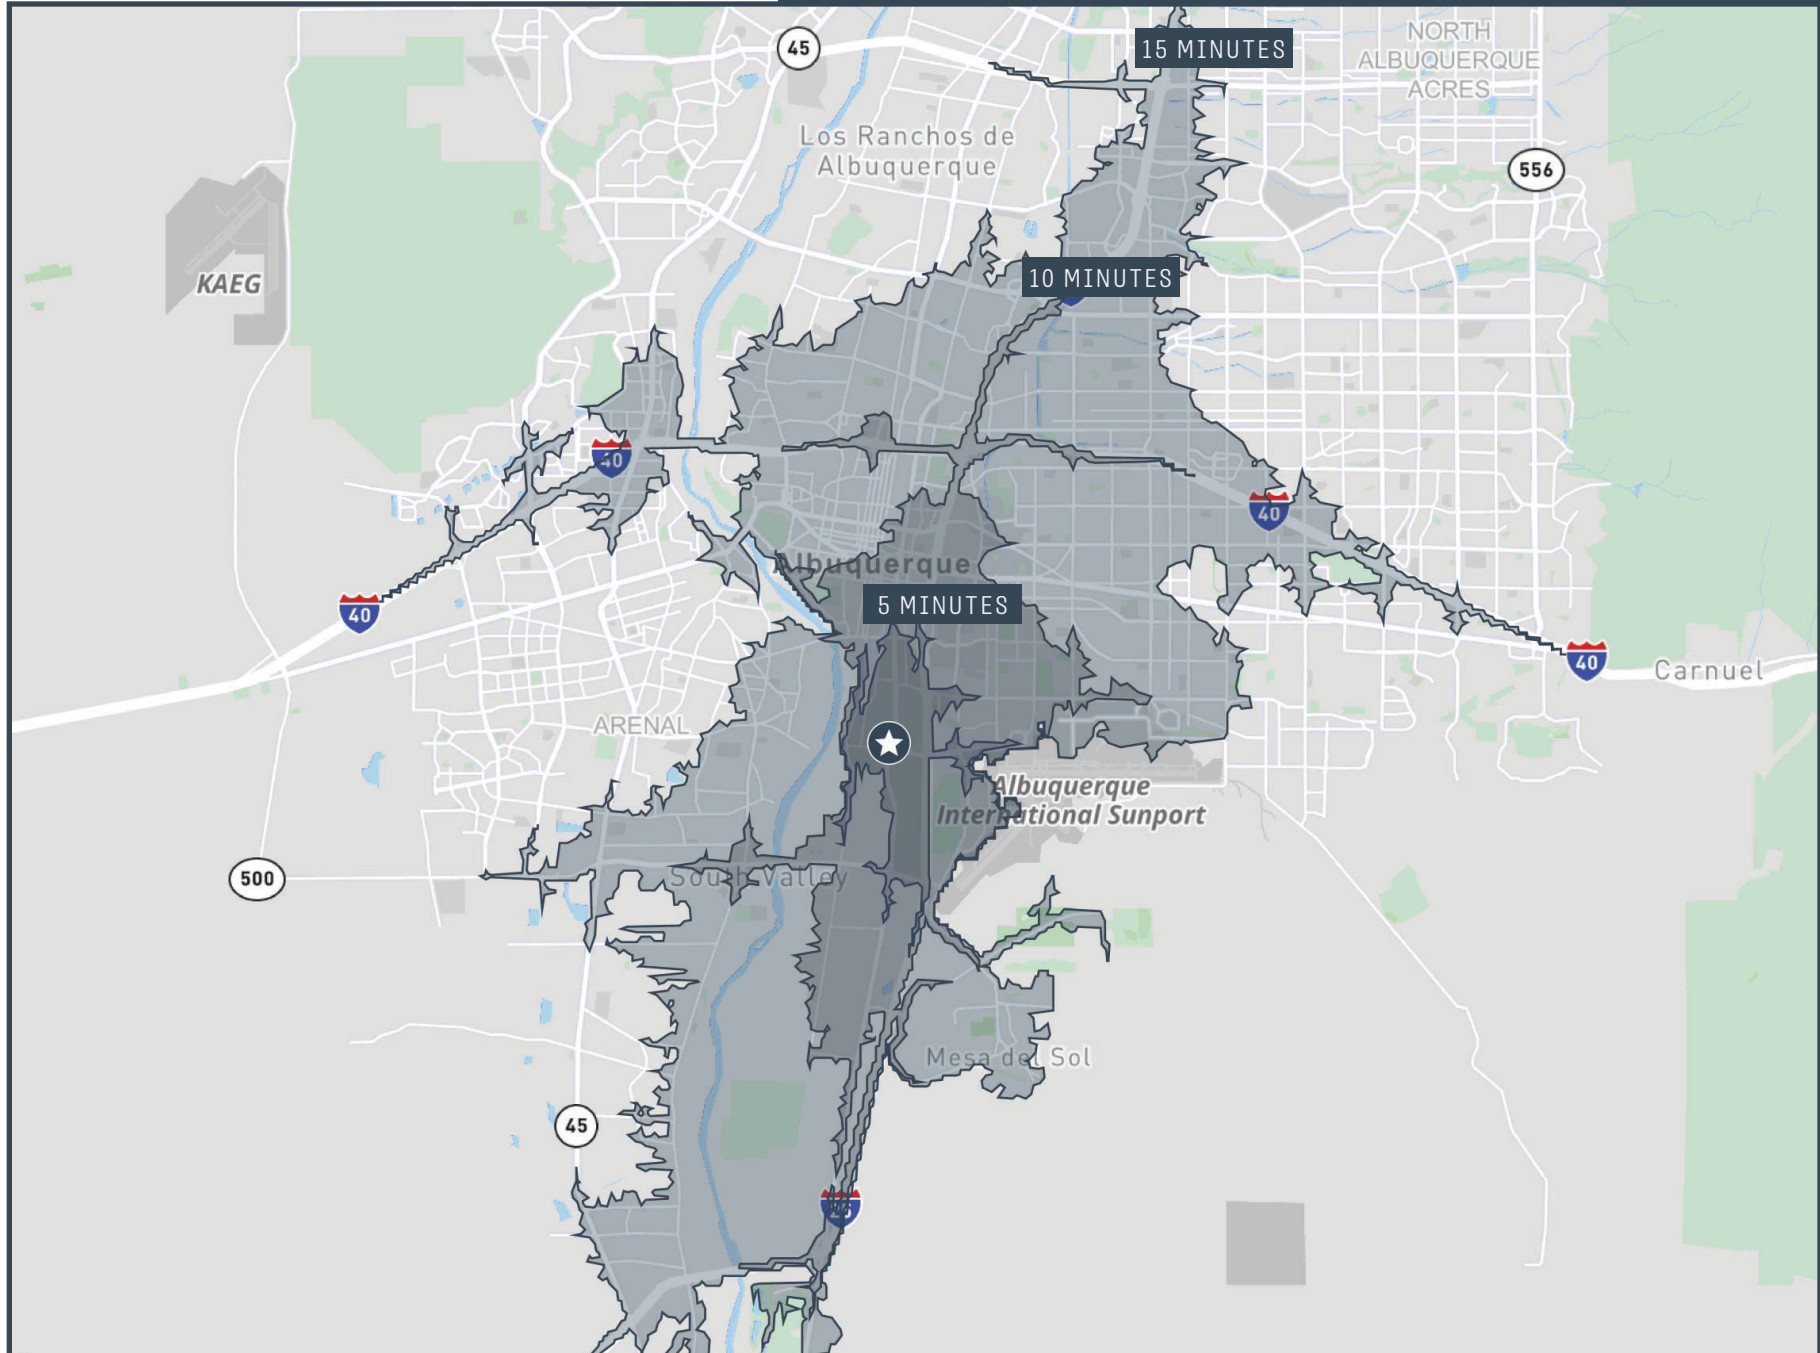 45
15 MINUTES
NORTH
ALBUQUERQUE
ACRES
Los Ranchos de
Albuquerque
556
KAEG
10 MINUTES
40
40
Albuquerque
5 MINUTES
40
40
Carnuel
ARENAL
Albuquerque
International Sunport
500
South Valley
Mesa del Sol
45
25